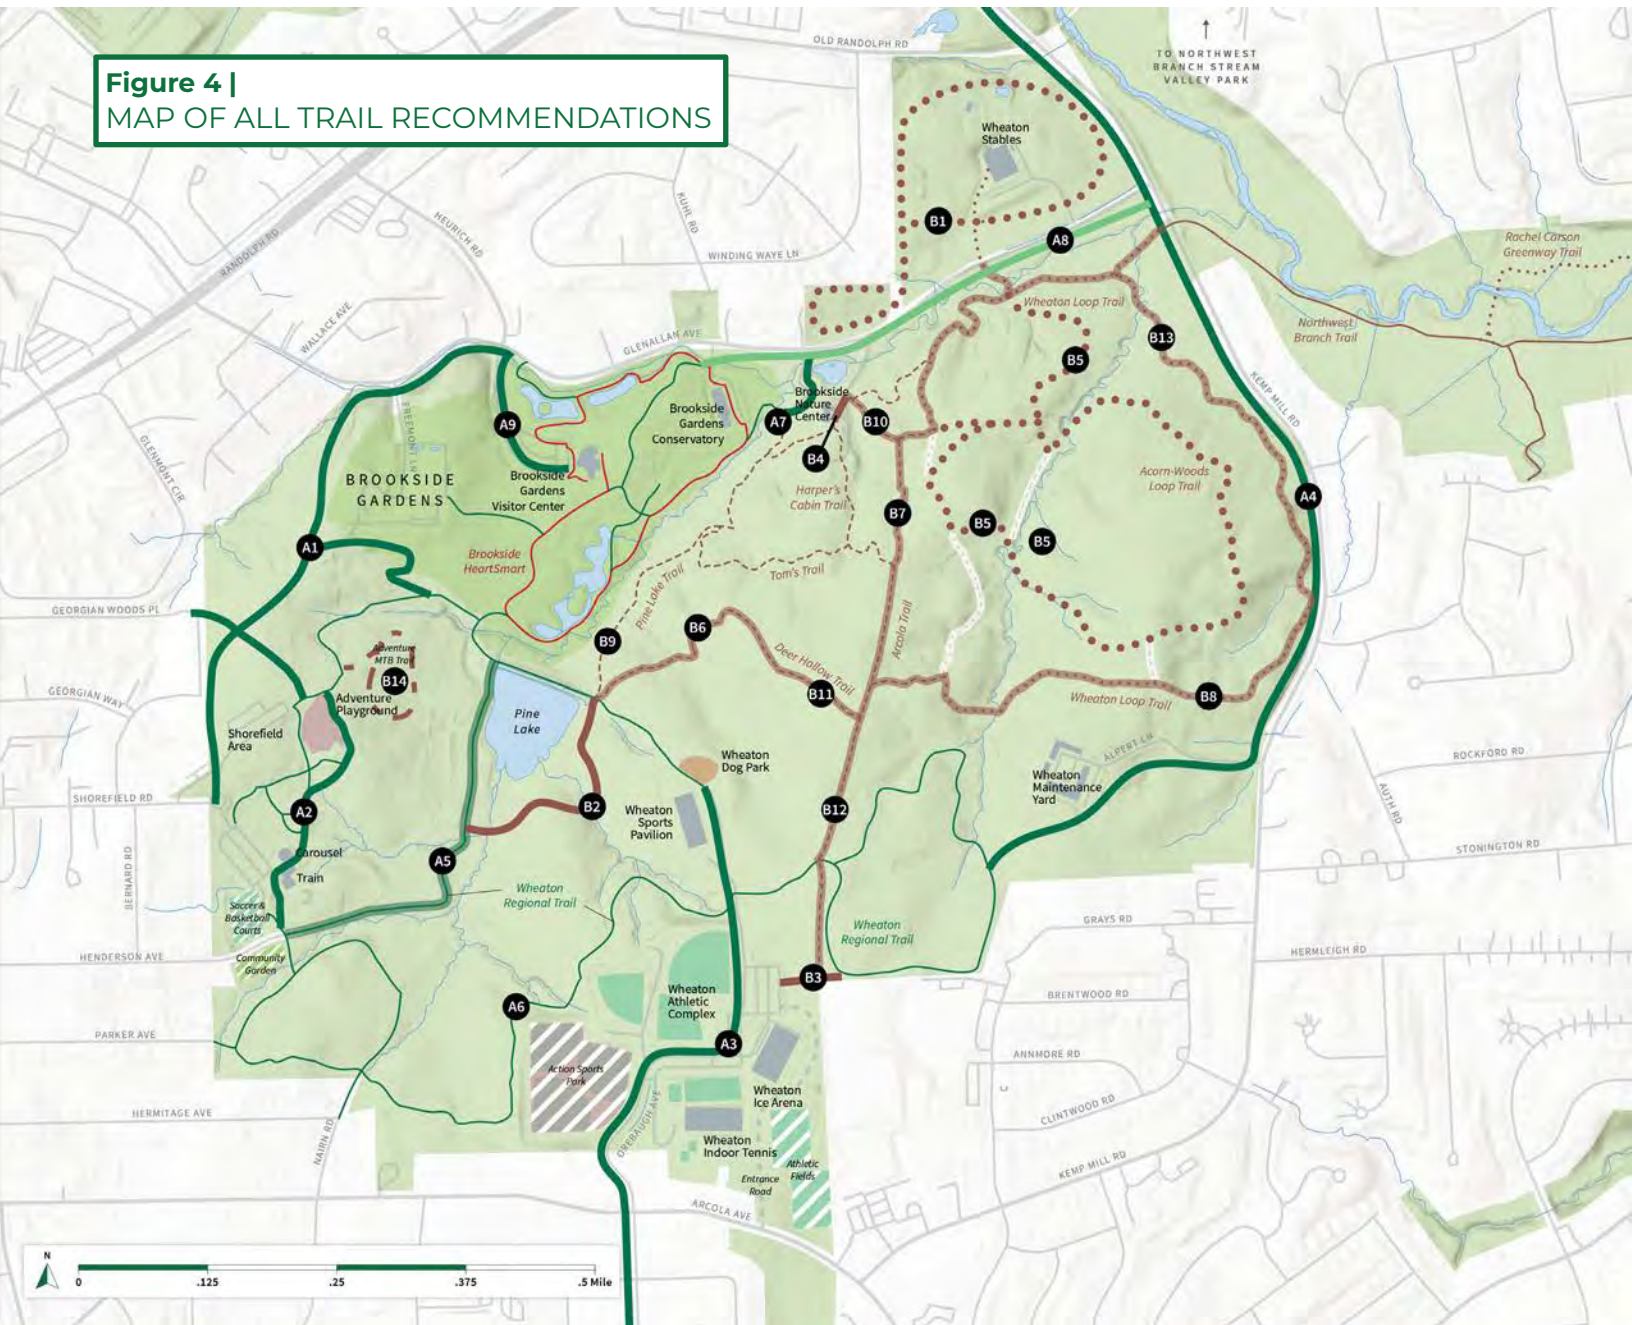 Figure 4 |
MAP OF ALL TRAIL RECOMMENDATIONS
OLD RANDOLPH RD
TO NORTHWEST
BRANCH STREAM
VALLEY PARK
Wheaton
Stables
B1
A8
KUHL RD
HEURICH RD
RANDOLPH RD
WINDING WAYE LN
Rachel Carson
Greenway Trail
Wheaton Loop Trail
Northwest
Branch Trail
WALLACE AVE
GLENALLAN AVE
B13
B5
KEMP MILL RD
Brookside
Nature
Center
A7
B10
B4
Brookside
Gardens
Conservatory
A9
FREEMONT LN
GLENMONT CIR
BROOKSIDE
GARDENS
Brookside
Gardens
Visitor Center
Harper's
Cabin Trail
Acorn-Woods
Loop Trail
A4
B7
B5
B5
A1
Brookside
HeartSmart
Tom's Trail
Pine Lake Trail
GEORGIAN WOODS PL
B9
B6
Arcola Trail
Deer Hollow Trail
Adventure
MTB Trail
B14
Adventure
Playground
GEORGIAN WAY
B11
Wheaton Loop Trail
B8
Pine
Lake
Shorefield
Area
Wheaton
Dog Park
ALPERT LN
ROCKFORD RD
Wheaton
Maintenance
Yard
SHOREFIELD RD
A2
B2
Wheaton
Sports
Pavilion
B12
AUTH RD
STONINGTON RD
Carousel
Train
A5
BERNARD RD
Wheaton
Regional Trail
Soccer &
Basketball
Courts
Wheaton
Regional Trail
GRAYS RD
HERMLEIGH RD
HENDERSON AVE
Community
Garden
B3
Wheaton
Athletic
Complex
A6
BRENTWOOD RD
PARKER AVE
A3
ANNMORE RD
Action Sports
Park
Wheaton
Ice Arena
HERMITAGE AVE
NAIRN RD
OREBAUGH AVE
CLINTWOOD RD
Wheaton
Indoor Tennis
Athletic
Fields
Entrance
Road
KEMP MILL RD
ARCOLA AVE
N
0 .125 .25 .375 .5 Mile